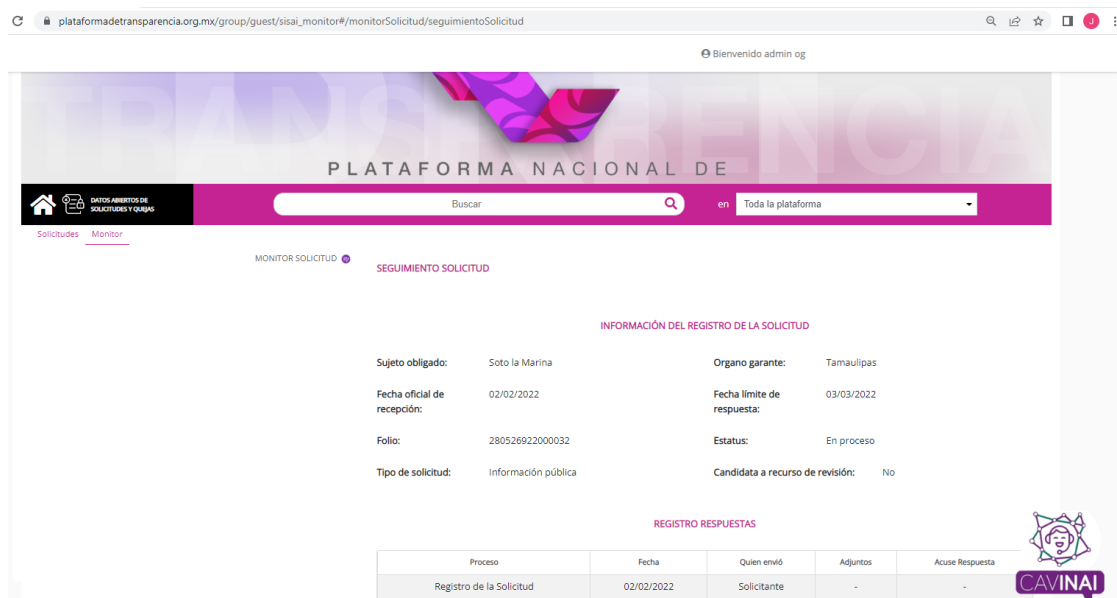 plataformadetransparencia.org.mx/group/guest/sisai_monitor#/monitorSolicitud/seguimientoSolicitud
J
Bienvenido admin og
TRANSPARENCIA
PLATAFORMA NACIONAL DE
DATOS ABIERTOS DE
SOLICITUDES Y QUEJAS
Buscar
en
Toda la plataforma
Solicitudes Monitor
MONITOR SOLICITUD
SEGUIMIENTO SOLICITUD
INFORMACIÓN DEL REGISTRO DE LA SOLICITUD
Sujeto obligado: Soto la Marina Organo garante: Tamaulipas
Fecha oficial de recepción: 02/02/2022 Fecha límite de respuesta: 03/03/2022
Folio: 280526922000032 Estatus: En proceso
Tipo de solicitud: Información pública Candidata a recurso de revisión: No
REGISTRO RESPUESTAS
Proceso Fecha Quien envió Adjuntos Acuse Respuesta
Registro de la Solicitud 02/02/2022 Solicitante - -
CAVINAI